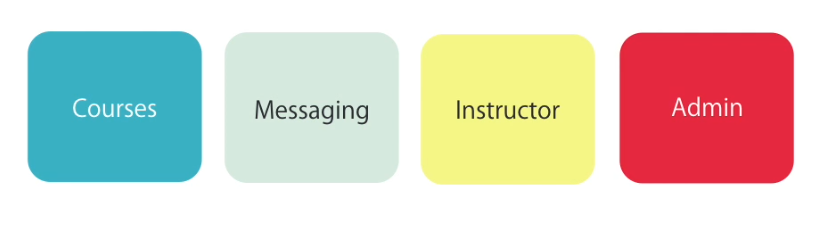 Courses
Messaging
Instructor
Admin